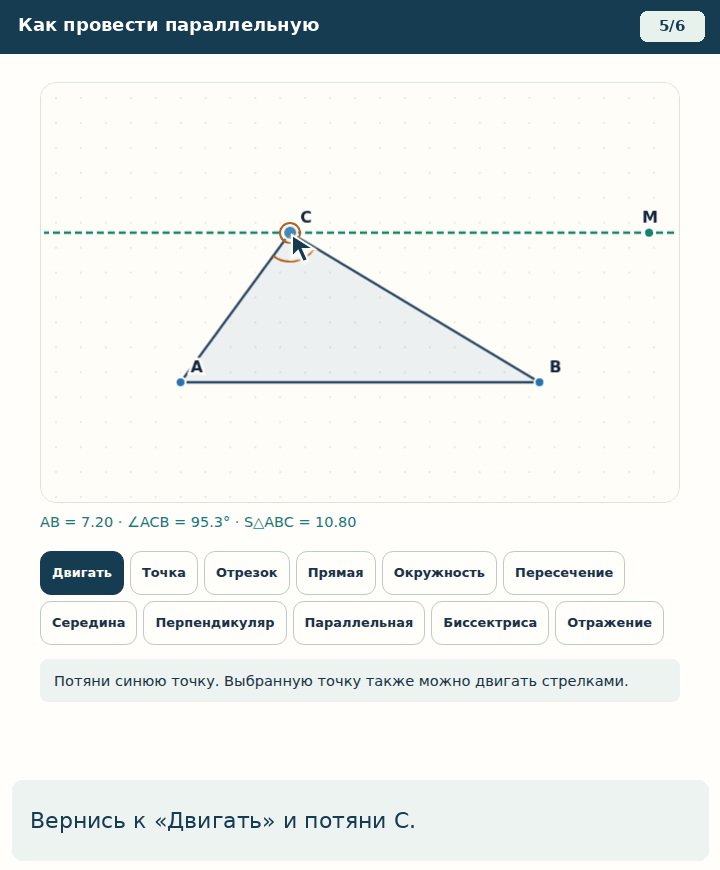 Как провести параллельную
5/6
C
M
A
B
AB = 7.20 · ∠ACB = 95.3° · S△ABC = 10.80
Двигать Точка Отрезок Прямая Окружность Пересечение
Середина Перпендикуляр Параллельная Биссектриса Отражение
Потяни синюю точку. Выбранную точку также можно двигать стрелками.
Вернись к «Двигать» и потяни C.